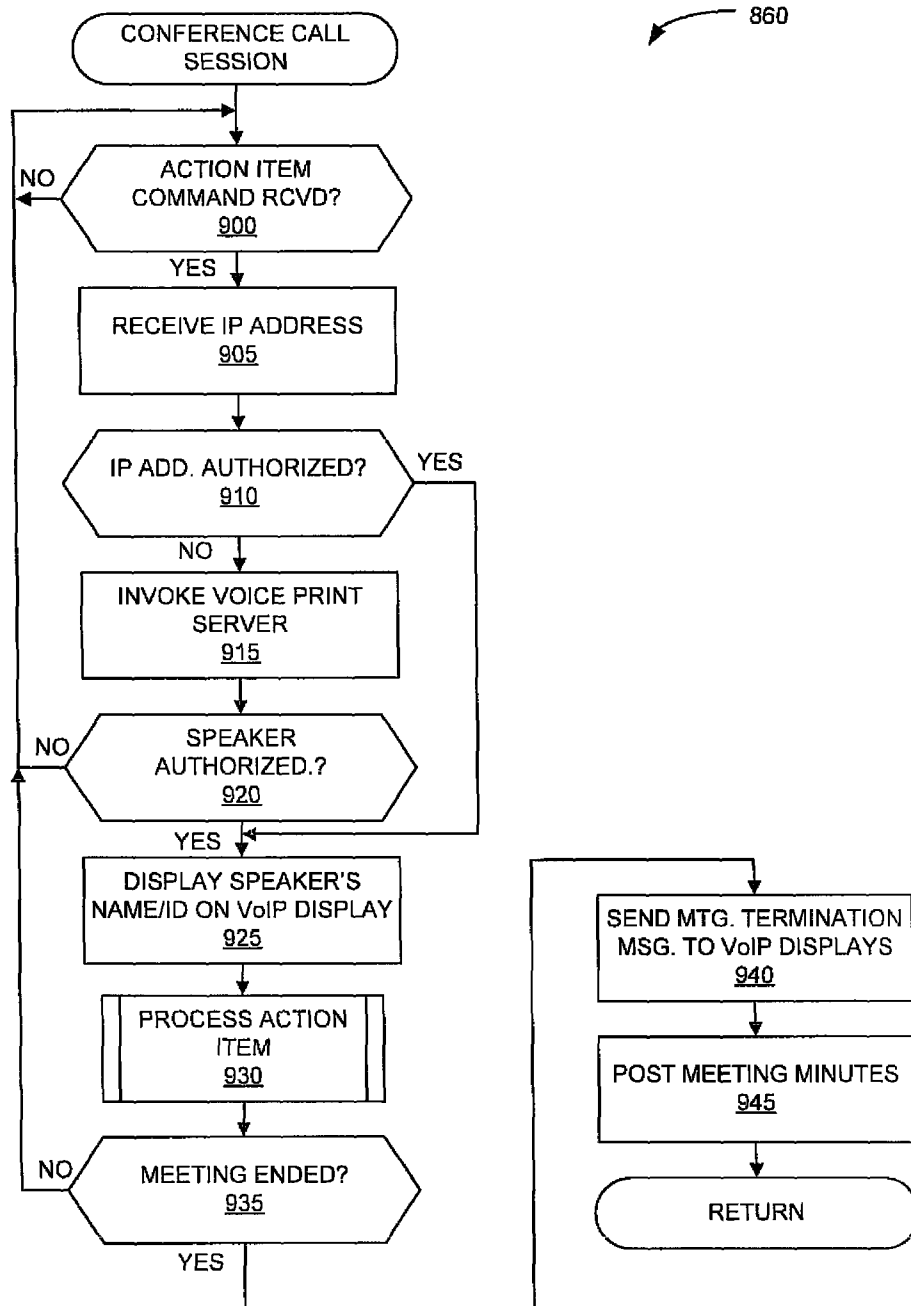 860
CONFERENCE CALL
SESSION
ACTION ITEM
COMMAND RCVD?
900
NO
YES
RECEIVE IP ADDRESS
905
IP ADD. AUTHORIZED?
910
YES
NO
INVOKE VOICE PRINT
SERVER
915
SPEAKER
AUTHORIZED.?
920
NO
YES
DISPLAY SPEAKER'S
NAME/ID ON VoIP DISPLAY
925
PROCESS ACTION
ITEM
930
MEETING ENDED?
935
NO
YES
SEND MTG. TERMINATION
MSG. TO VoIP DISPLAYS
940
POST MEETING MINUTES
945
RETURN